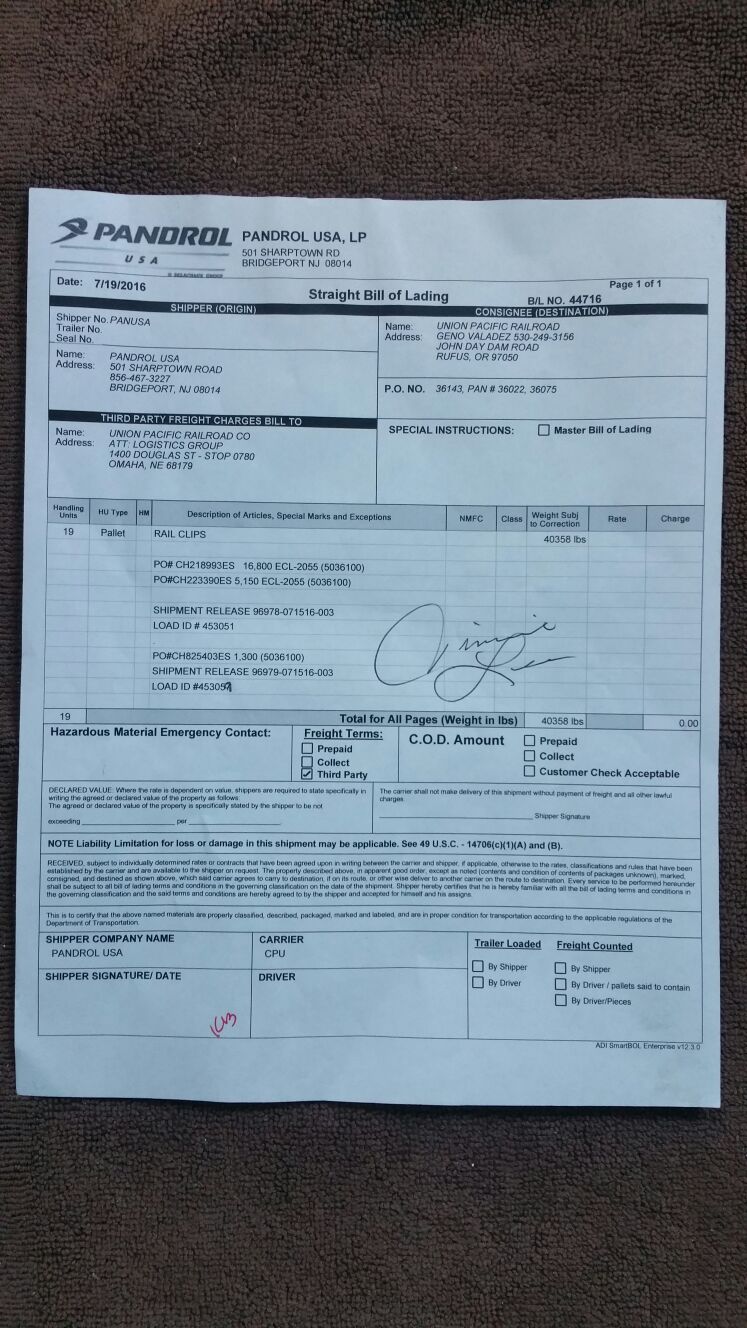 PANDROL
USA
PANDROL USA, LP
501 SHARPTOWN RD
BRIDGEPORT NJ 08014
Date: 7/19/2016
Straight Bill of Lading
Page 1 of 1
B/L NO. 44716
SHIPPER (ORIGIN)
Shipper No. PANUSA
Trailer No.
Seal No.
Name: PANDROL USA
Address: 501 SHARPTOWN ROAD
856-467-3227
BRIDGEPORT, NJ 08014
CONSIGNEE (DESTINATION)
Name: UNION PACIFIC RAILROAD
Address: GENO VALADEZ 530-249-3156
JOHN DAY DAM ROAD
RUFUS, OR 97050
P.O. NO. 36143, PAN # 36022, 36075
THIRD PARTY FREIGHT CHARGES BILL TO
Name: UNION PACIFIC RAILROAD CO
Address: ATT: LOGISTICS GROUP
1400 DOUGLAS ST - STOP 0780
OMAHA, NE 68179
SPECIAL INSTRUCTIONS: Master Bill of Lading
Handling Units HU Type HM Description of Articles, Special Marks and Exceptions NMFC Class Weight Subj to Correction Rate Charge
19 Pallet RAIL CLIPS 40358 lbs
PO# CH218993ES 16,800 ECL-2055 (5036100)
PO#CH223390ES 5,150 ECL-2055 (5036100)
SHIPMENT RELEASE 96978-071516-003
LOAD ID # 453051
PO#CH825403ES 1,300 (5036100)
SHIPMENT RELEASE 96979-071516-003
LOAD ID #45305
19 Total for All Pages (Weight in lbs) 40358 lbs 0.00
Hazardous Material Emergency Contact:
Freight Terms:
Prepaid
Collect
Third Party
C.O.D. Amount
Prepaid
Collect
Customer Check Acceptable
DECLARED VALUE: Where the rate is dependent on value, shippers are required to state specifically in
writing the agreed or declared value of the property as follows:
The agreed or declared value of the property is specifically stated by the shipper to be not
exceeding per
The carrier shall not make delivery of this shipment without payment of freight and all other lawful
charges.
Shipper Signature
NOTE Liability Limitation for loss or damage in this shipment may be applicable. See 49 U.S.C. - 14706(c)(1)(A) and (B).
RECEIVED, subject to individually determined rates or contracts that have been agreed upon in writing between the carrier and shipper, if applicable, otherwise to the rates, classifications and rules that have been
established by the carrier and are available to the shipper on request. The property described above, in apparent good order, except as noted (contents and condition of contents of packages unknown), marked,
consigned, and destined as shown above, which said carrier agrees to carry to destination, if on its route, or other wise deliver to another carrier on the route to destination. Every service to be performed hereunder
shall be subject to all bill of lading terms and conditions in the governing classification on the date of the shipment. Shipper hereby certifies that he is hereby familiar with all the bill of lading terms and conditions in
the governing classification and the said terms and conditions are hereby agreed to by the shipper and accepted for himself and his assigns.
This is to certify that the above named materials are properly classified, described, packaged, marked and labeled, and are in proper condition for transportation according to the applicable regulations of the
Department of Transportation.
SHIPPER COMPANY NAME
PANDROL USA
CARRIER
CPU
Trailer Loaded
By Shipper
By Driver
Freight Counted
By Shipper
By Driver / pallets said to contain
By Driver/Pieces
SHIPPER SIGNATURE/ DATE
DRIVER
ADI SmartBOL Enterprise v12.3.0